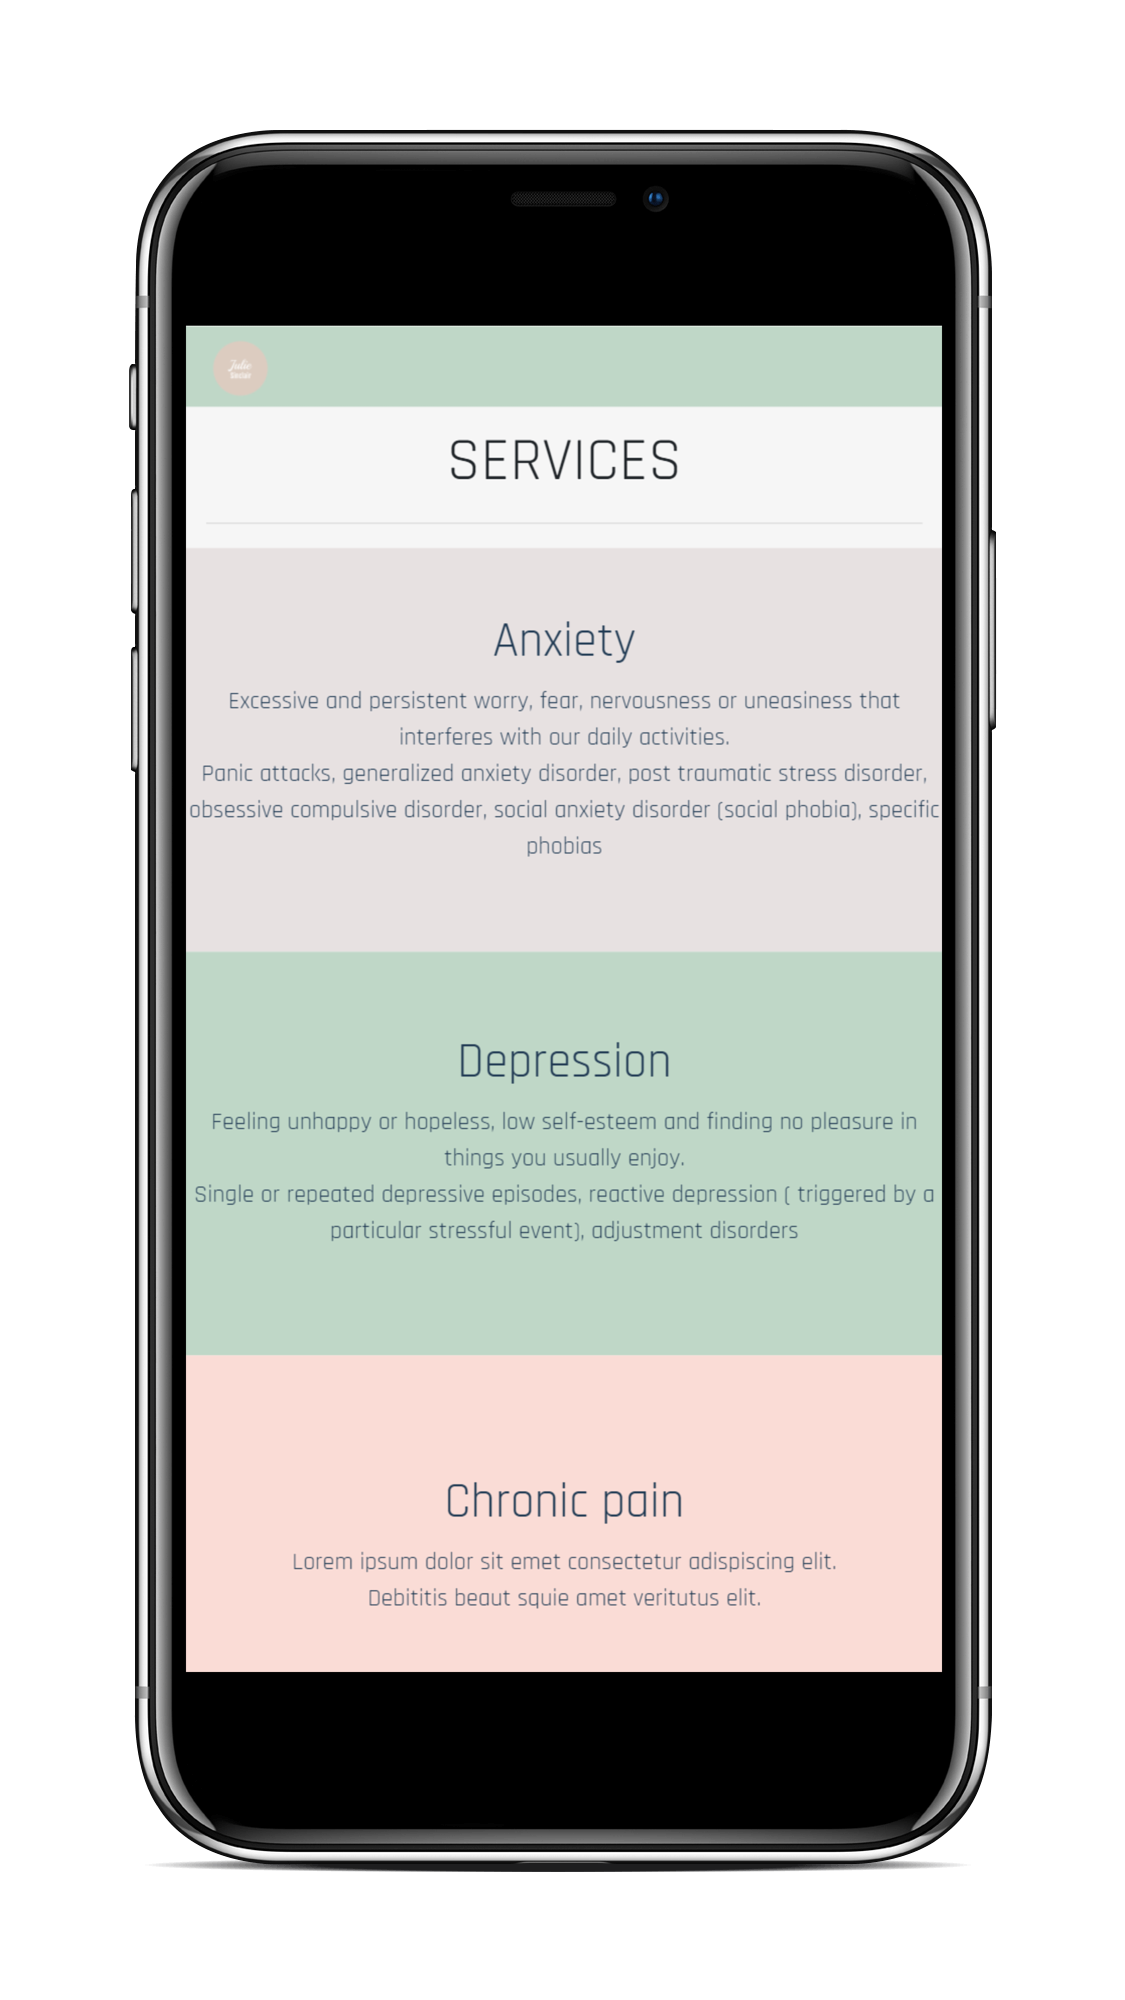 Julie
SERVICES
Anxiety
Excessive and persistent worry, fear, nervousness or uneasiness that
interferes with our daily activities.
Panic attacks, generalized anxiety disorder, post traumatic stress disorder,
obsessive compulsive disorder, social anxiety disorder (social phobia), specific
phobias
Depression
Feeling unhappy or hopeless, low self-esteem and finding no pleasure in
things you usually enjoy.
Single or repeated depressive episodes, reactive depression ( triggered by a
particular stressful event), adjustment disorders
Chronic pain
Lorem ipsum dolor sit emet consectetur adispiscing elit.
Debititis beaut squie amet veritutus elit.